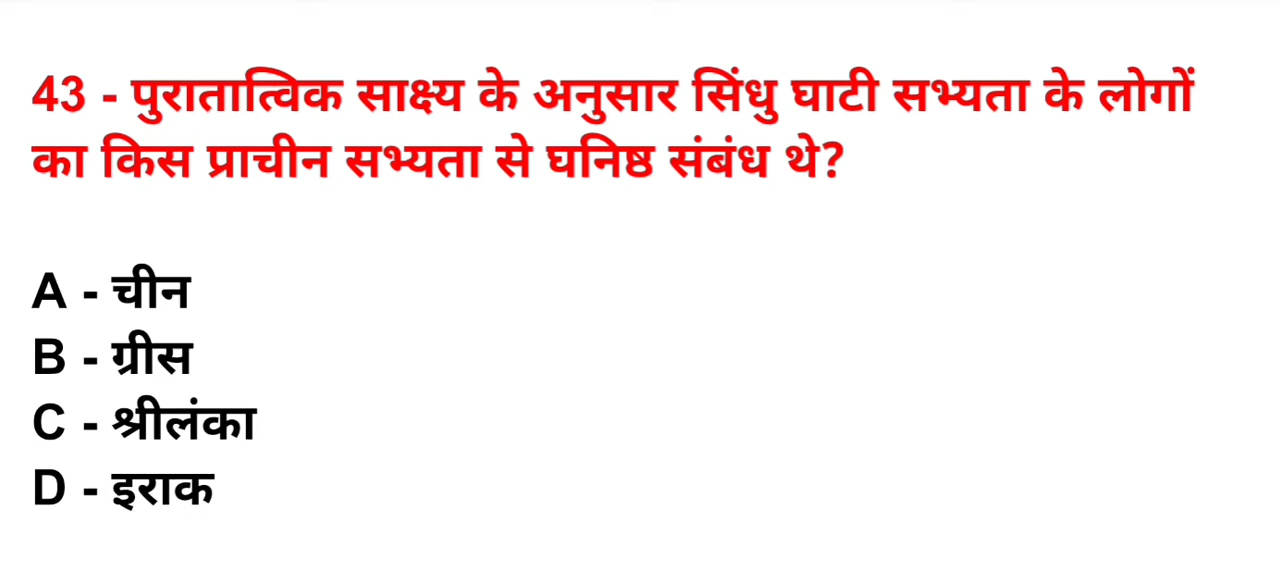 43 - पुरातात्विक साक्ष्य के अनुसार सिंधु घाटी सभ्यता के लोगों
का किस प्राचीन सभ्यता से घनिष्ठ संबंध थे?
A - चीन
B - ग्रीस
C - श्रीलंका
D - इराक